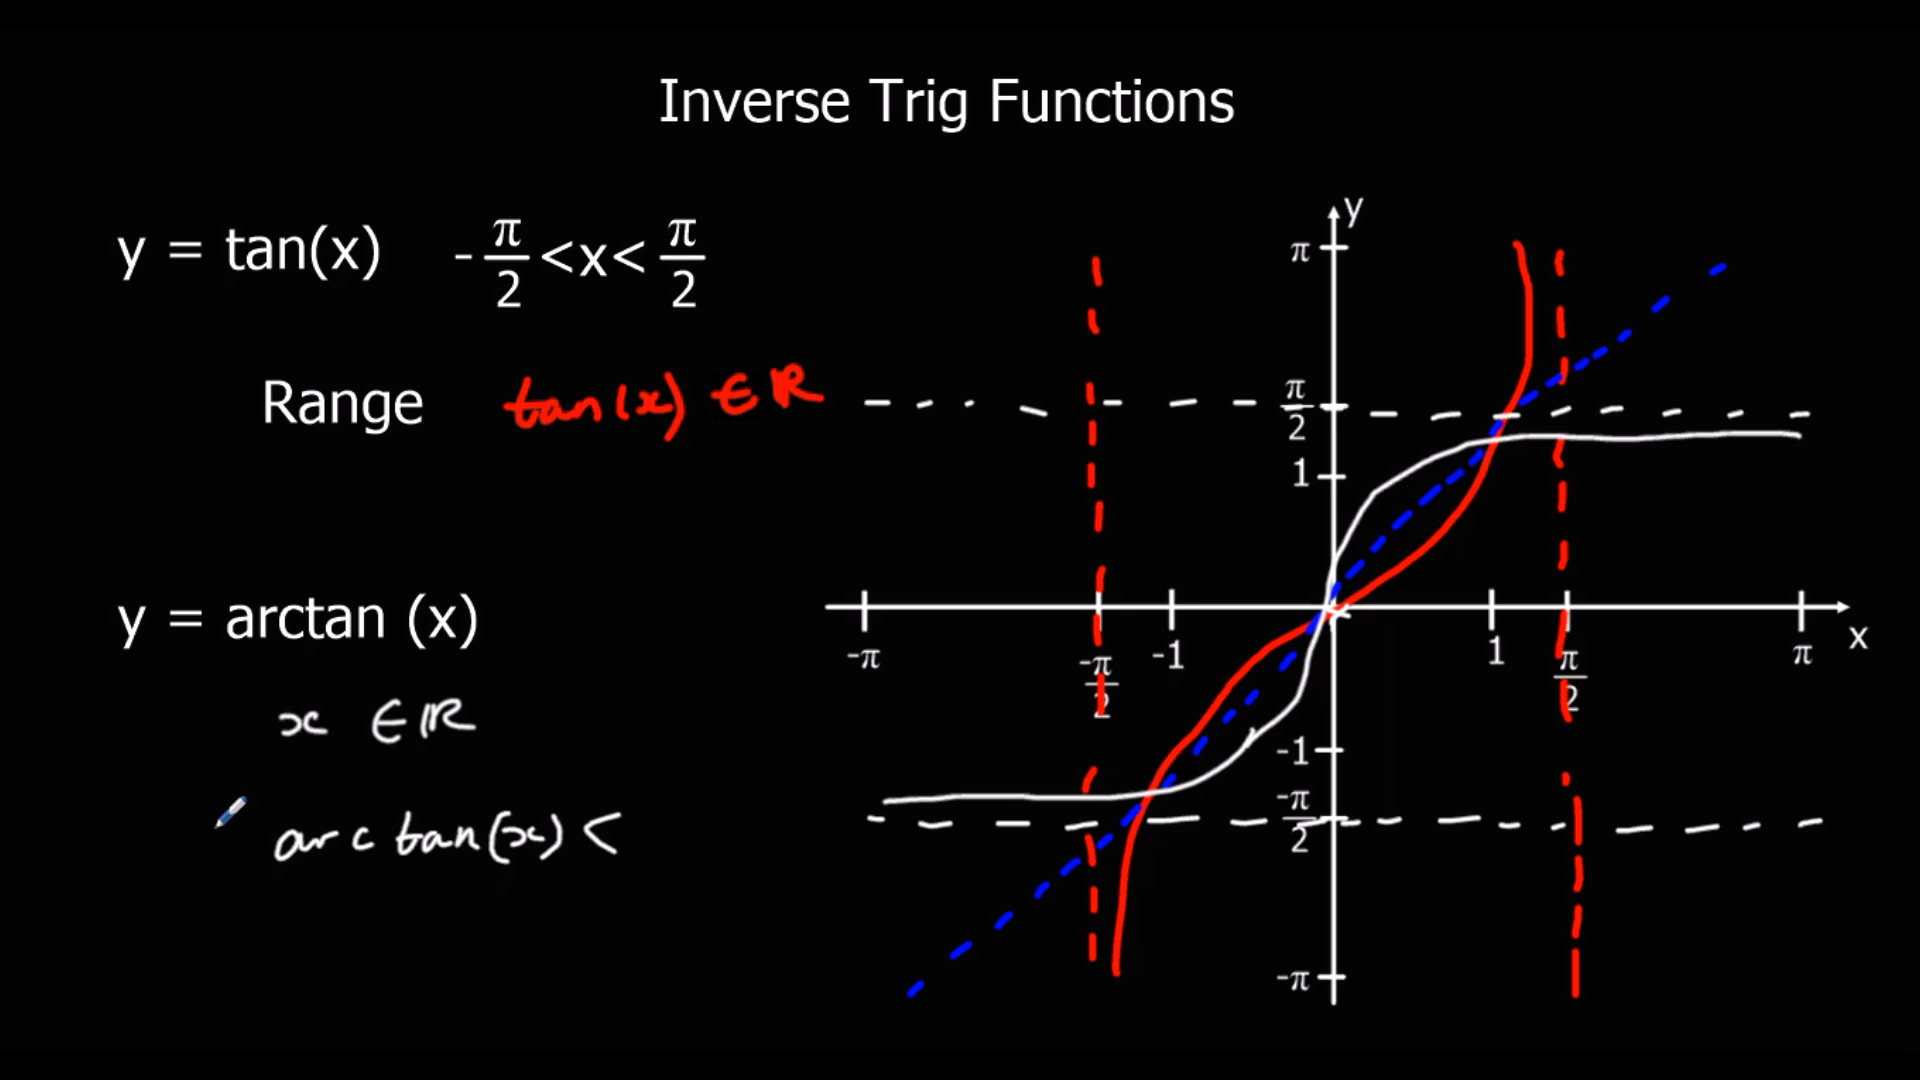 Inverse Trig Functions
y = tan(x) -π/2 <x< π/2
Range tan(x) ∈ ℝ
y = arctan (x)
x ∈ ℝ
arctan(x) <
y
π
π/2
1
-π -π/2 -1 1 π/2 π x
-1
-π/2
-π